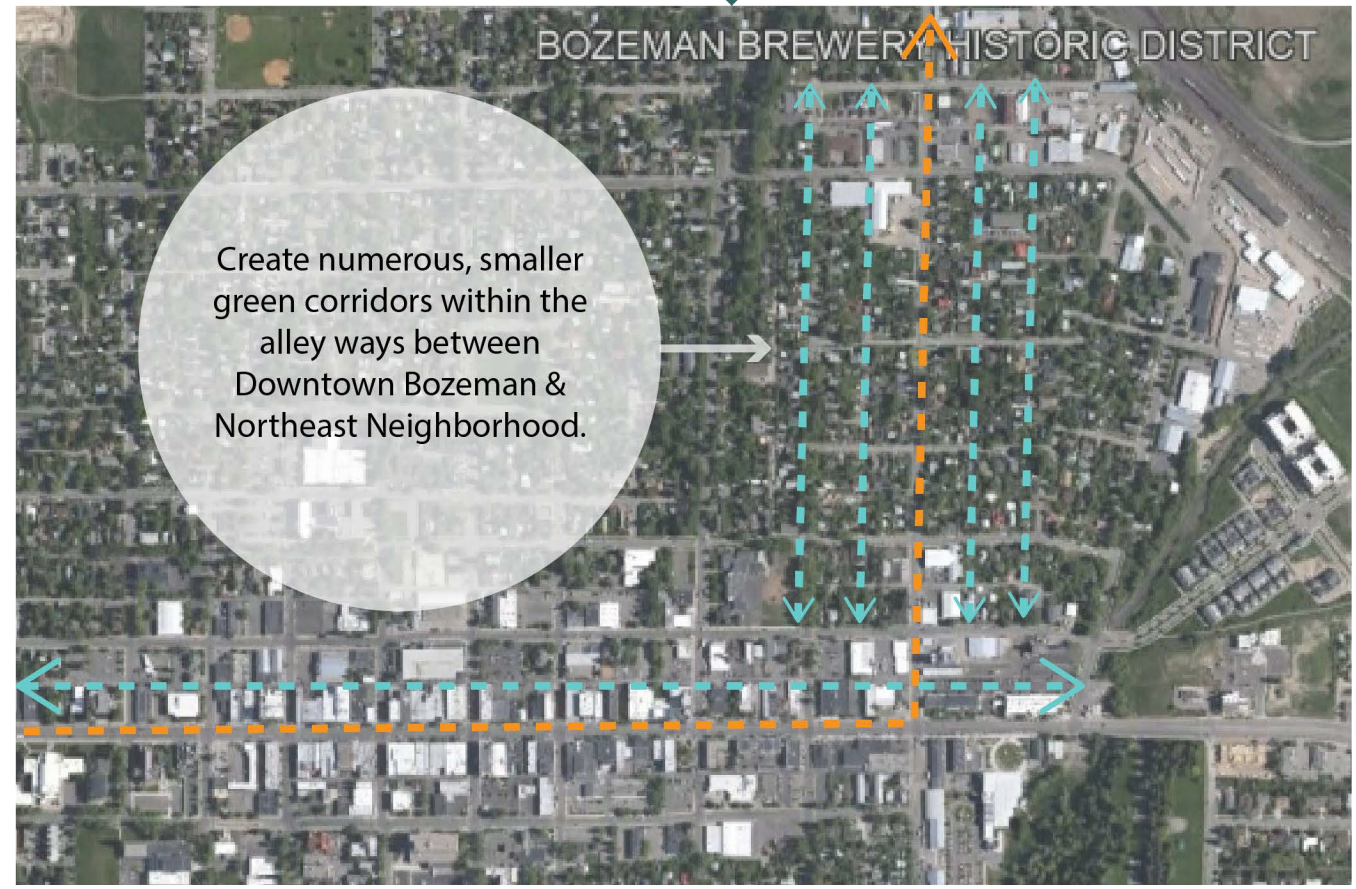 BOZEMAN BREWERY HISTORIC DISTRICT
Create numerous, smaller
green corridors within the
alley ways between
Downtown Bozeman &
Northeast Neighborhood.